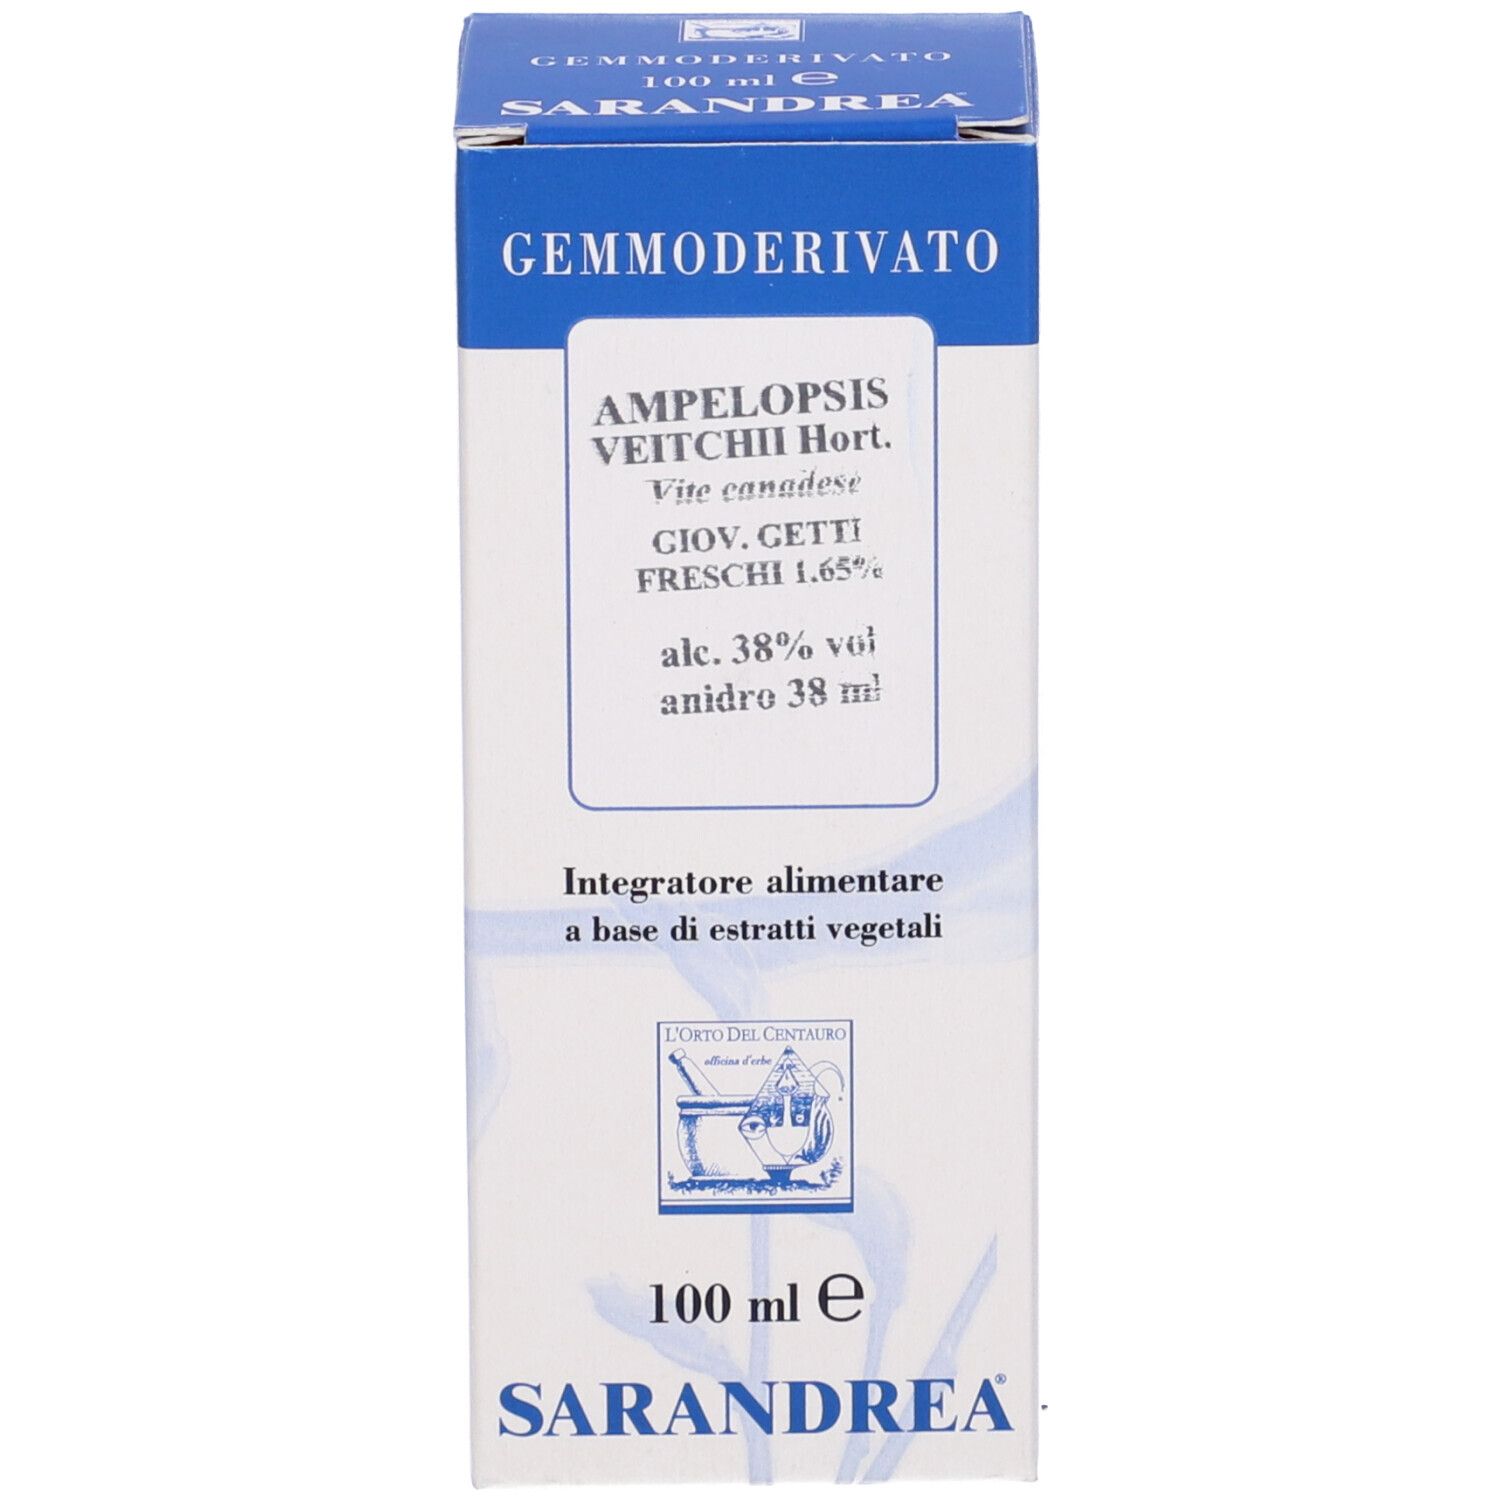 GEMMODERIVATO
100 ml ℮
SARANDREA
GEMMODERIVATO
AMPELOPSIS
VEITCHII Hort.
Vite canadese
GIOV. GETTI
FRESCHI 1.65%
alc. 38% vol
anidro 38 ml
Integratore alimentare
a base di estratti vegetali
L'ORTO DEL CENTAURO
officina d'erbe
100 ml ℮
SARANDREA®